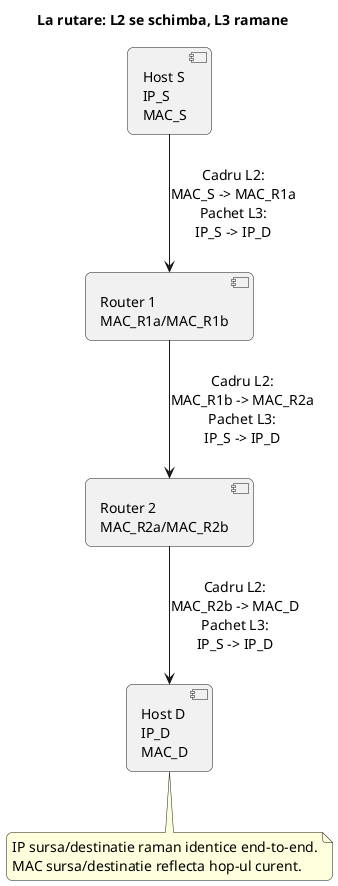 La rutare: L2 se schimba, L3 ramane
Host S
IP_S
MAC_S
Cadru L2:
MAC_S -> MAC_R1a
Pachet L3:
IP_S -> IP_D
Router 1
MAC_R1a/MAC_R1b
Cadru L2:
MAC_R1b -> MAC_R2a
Pachet L3:
IP_S -> IP_D
Router 2
MAC_R2a/MAC_R2b
Cadru L2:
MAC_R2b -> MAC_D
Pachet L3:
IP_S -> IP_D
Host D
IP_D
MAC_D
IP sursa/destinatie raman identice end-to-end.
MAC sursa/destinatie reflecta hop-ul curent.